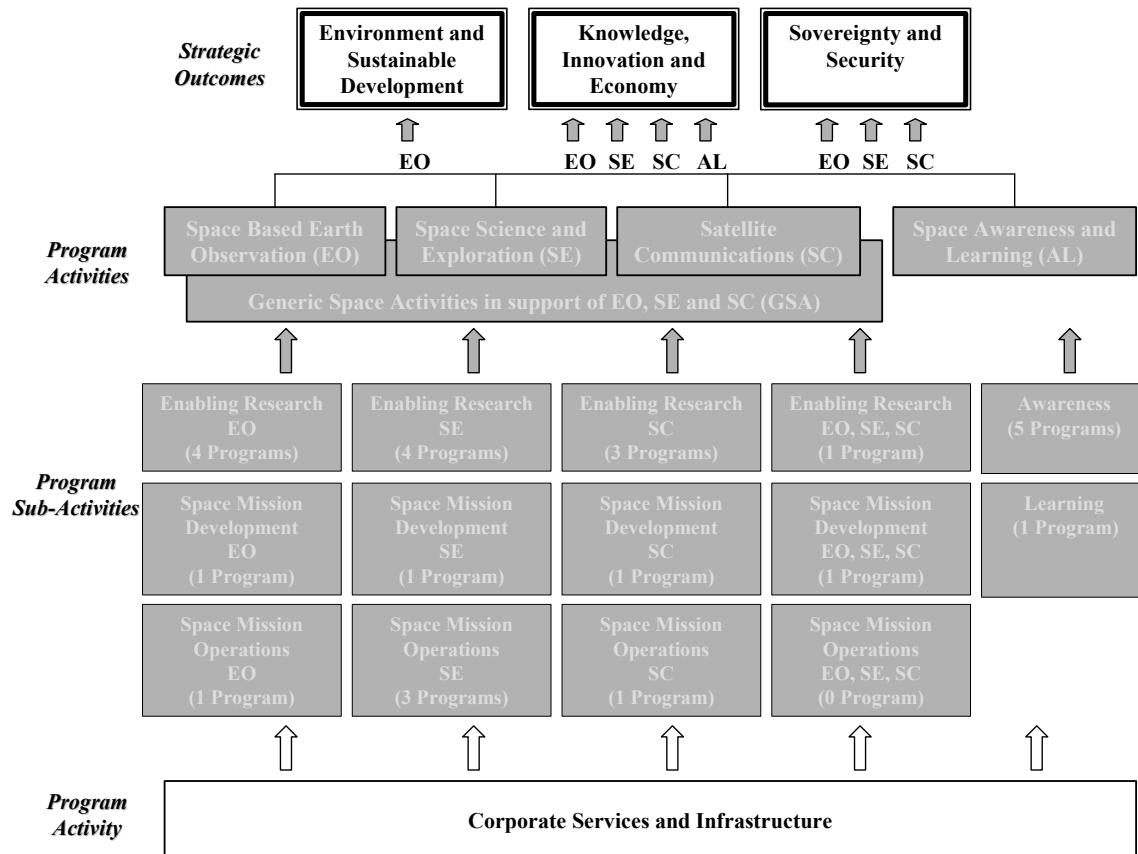 Strategic
Outcomes
Environment and
Sustainable
Development
Knowledge,
Innovation and
Economy
Sovereignty and
Security
EO
EO SE SC AL
EO SE SC
Program
Activities
Space Based Earth
Observation (EO)
Space Science and
Exploration (SE)
Satellite
Communications (SC)
Space Awareness and
Learning (AL)
Generic Space Activities in support of EO, SE and SC (GSA)
Program
Sub-Activities
Enabling Research
EO
(4 Programs)
Enabling Research
SE
(4 Programs)
Enabling Research
SC
(3 Programs)
Enabling Research
EO, SE, SC
(1 Program)
Awareness
(5 Programs)
Space Mission
Development
EO
(1 Program)
Space Mission
Development
SE
(1 Program)
Space Mission
Development
SC
(1 Program)
Space Mission
Development
EO, SE, SC
(1 Program)
Learning
(1 Program)
Space Mission
Operations
EO
(1 Program)
Space Mission
Operations
SE
(3 Programs)
Space Mission
Operations
SC
(1 Program)
Space Mission
Operations
EO, SE, SC
(0 Program)
Program
Activity
Corporate Services and Infrastructure